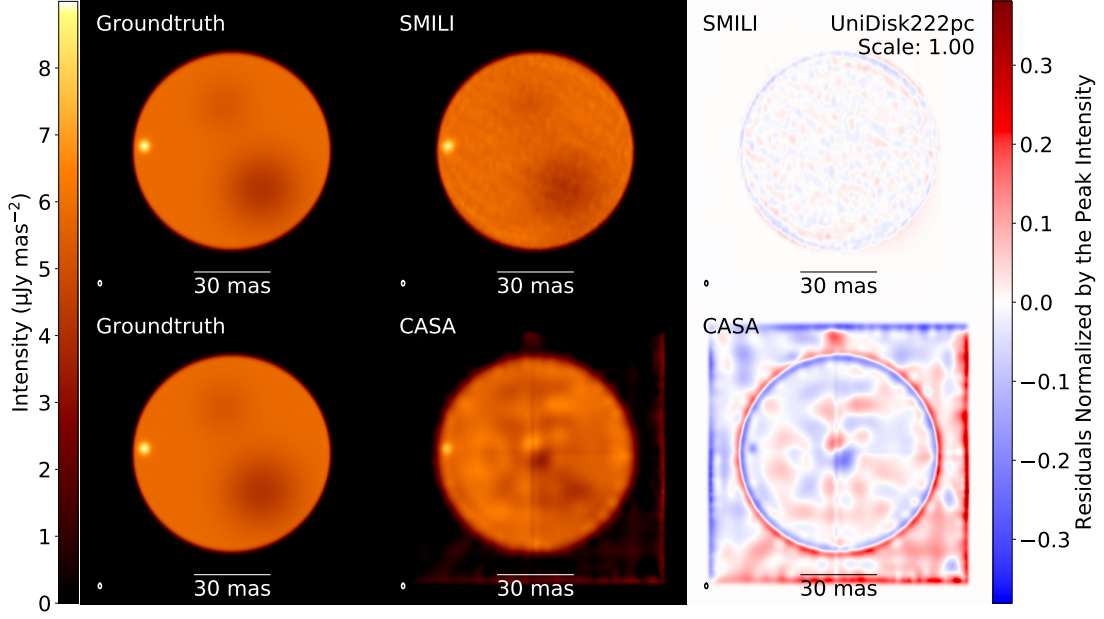 Groundtruth
SMILI
SMILI
UniDisk222pc
Scale: 1.00
30 mas
30 mas
30 mas
Groundtruth
CASA
CASA
30 mas
30 mas
30 mas
8
7
6
5
4
3
2
1
0
Intensity (μJy mas⁻²)
0.3
0.2
0.1
0.0
−0.1
−0.2
−0.3
Residuals Normalized by the Peak Intensity